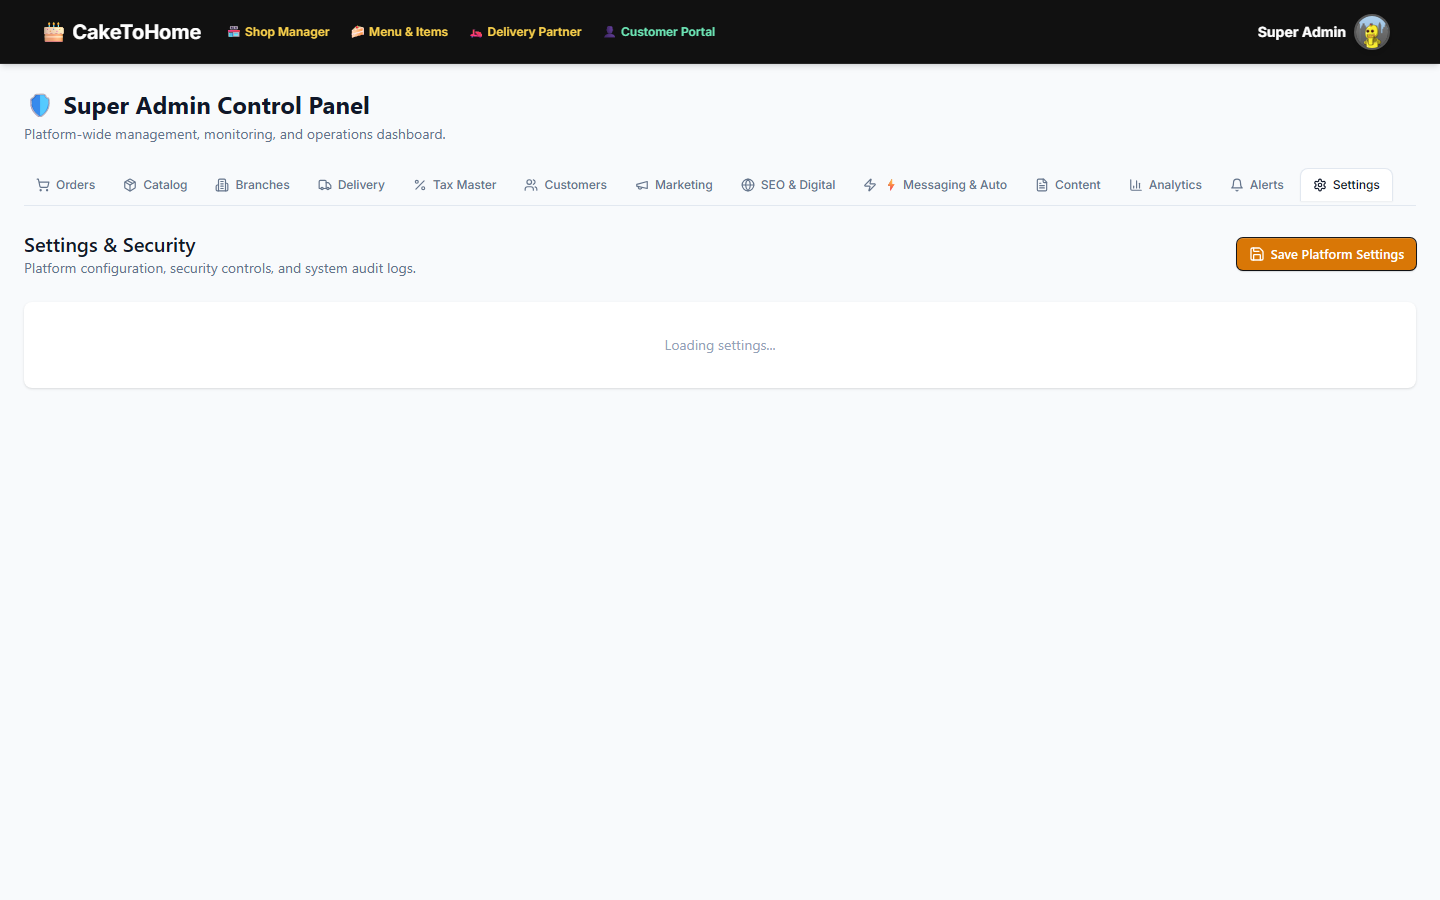 CakeToHome
Shop Manager
Menu & Items
Delivery Partner
Customer Portal
Super Admin
Super Admin Control Panel
Platform-wide management, monitoring, and operations dashboard.
Orders
Catalog
Branches
Delivery
Tax Master
Customers
Marketing
SEO & Digital
Messaging & Auto
Content
Analytics
Alerts
Settings
Settings & Security
Platform configuration, security controls, and system audit logs.
Save Platform Settings
Loading settings...